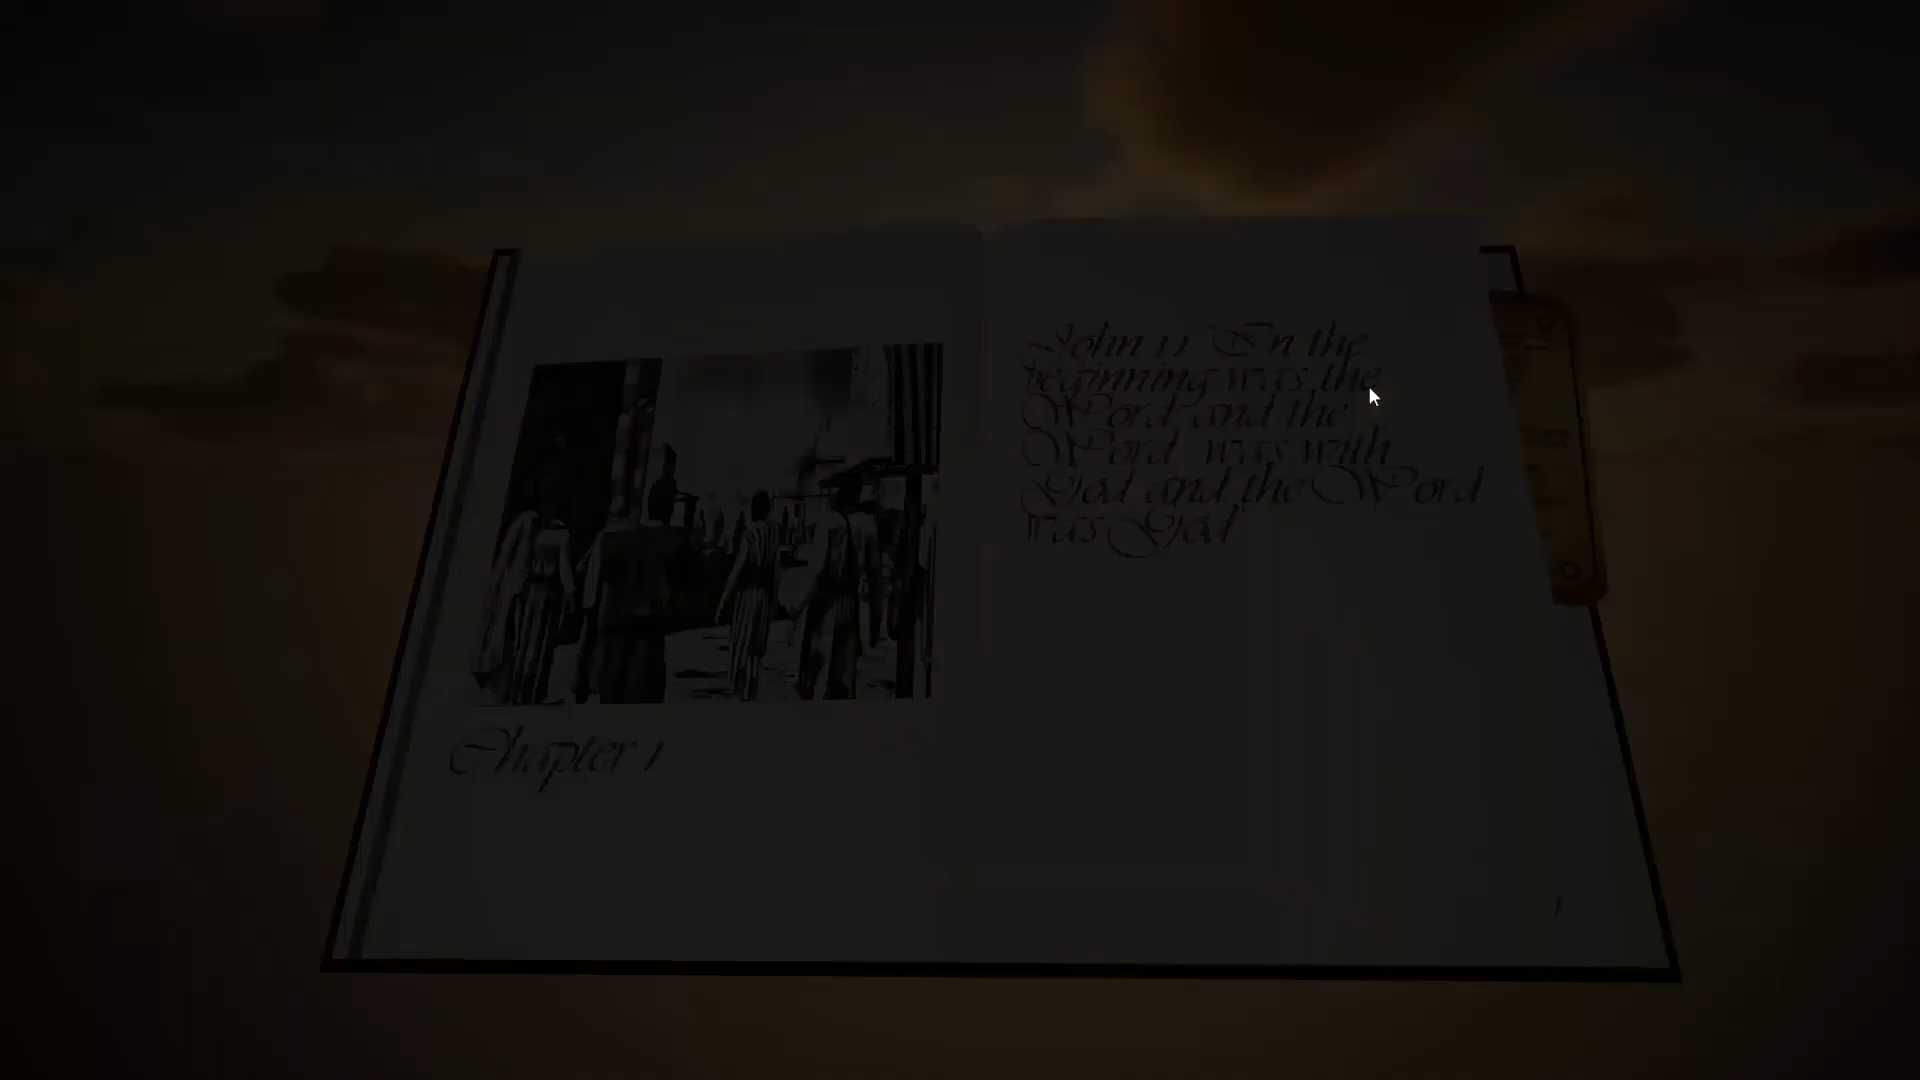 Chapter 1
John 1 1 "In the
beginning was the
Word and the
Word was with
God and the Word
was God"
1